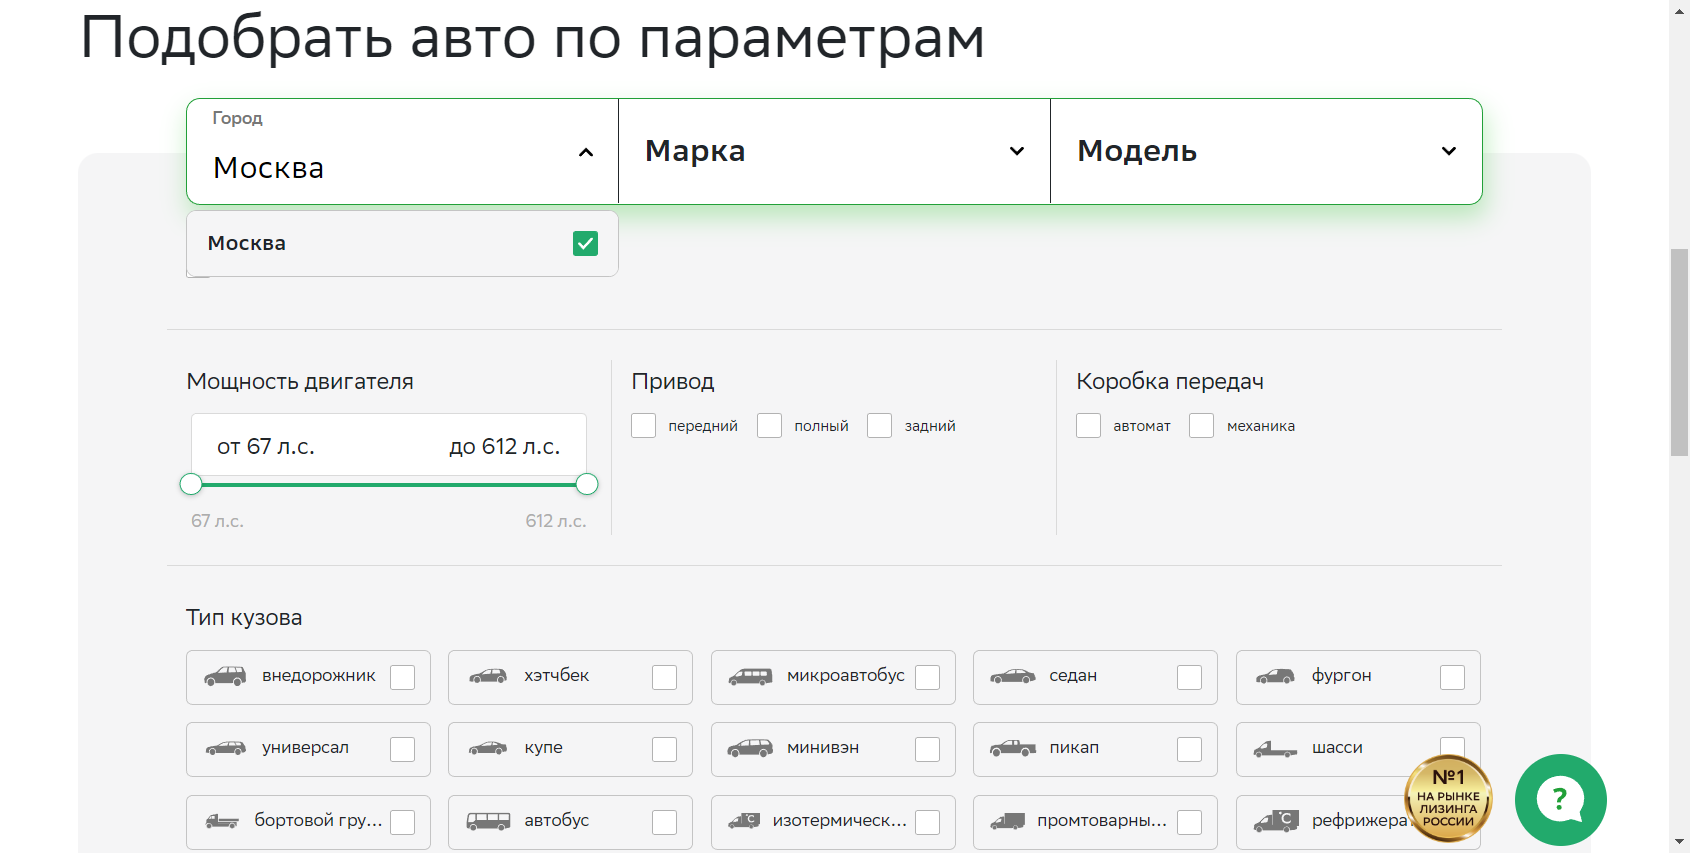 Подобрать авто по параметрам
Город
Москва
Марка
Модель
Москва
Мощность двигателя
Привод
Коробка передач
от 67 л.с.
до 612 л.с.
передний
полный
задний
автомат
механика
67 л.с.
612 л.с.
Тип кузова
внедорожник
хэтчбек
микроавтобус
седан
фургон
универсал
купе
минивэн
пикап
шасси
бортовой гру...
автобус
изотермическ...
промтоварны...
рефрижера
№1
НА РЫНКЕ
ЛИЗИНГА
РОССИИ
?